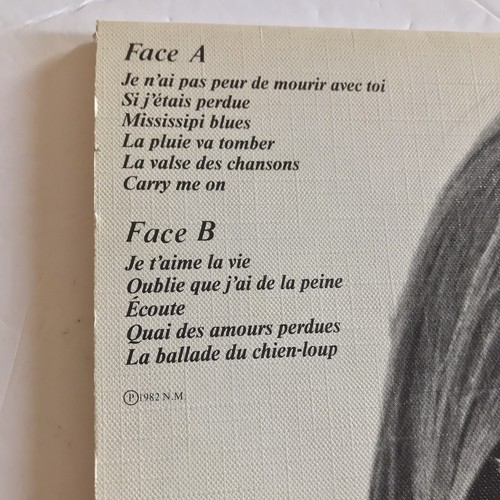 Face A
Je n'ai pas peur de mourir avec toi
Si j'étais perdue
Mississipi blues
La pluie va tomber
La valse des chansons
Carry me on
Face B
Je t'aime la vie
Oublie que j'ai de la peine
Écoute
Quai des amours perdues
La ballade du chien-loup
Ⓟ1982 N.M.